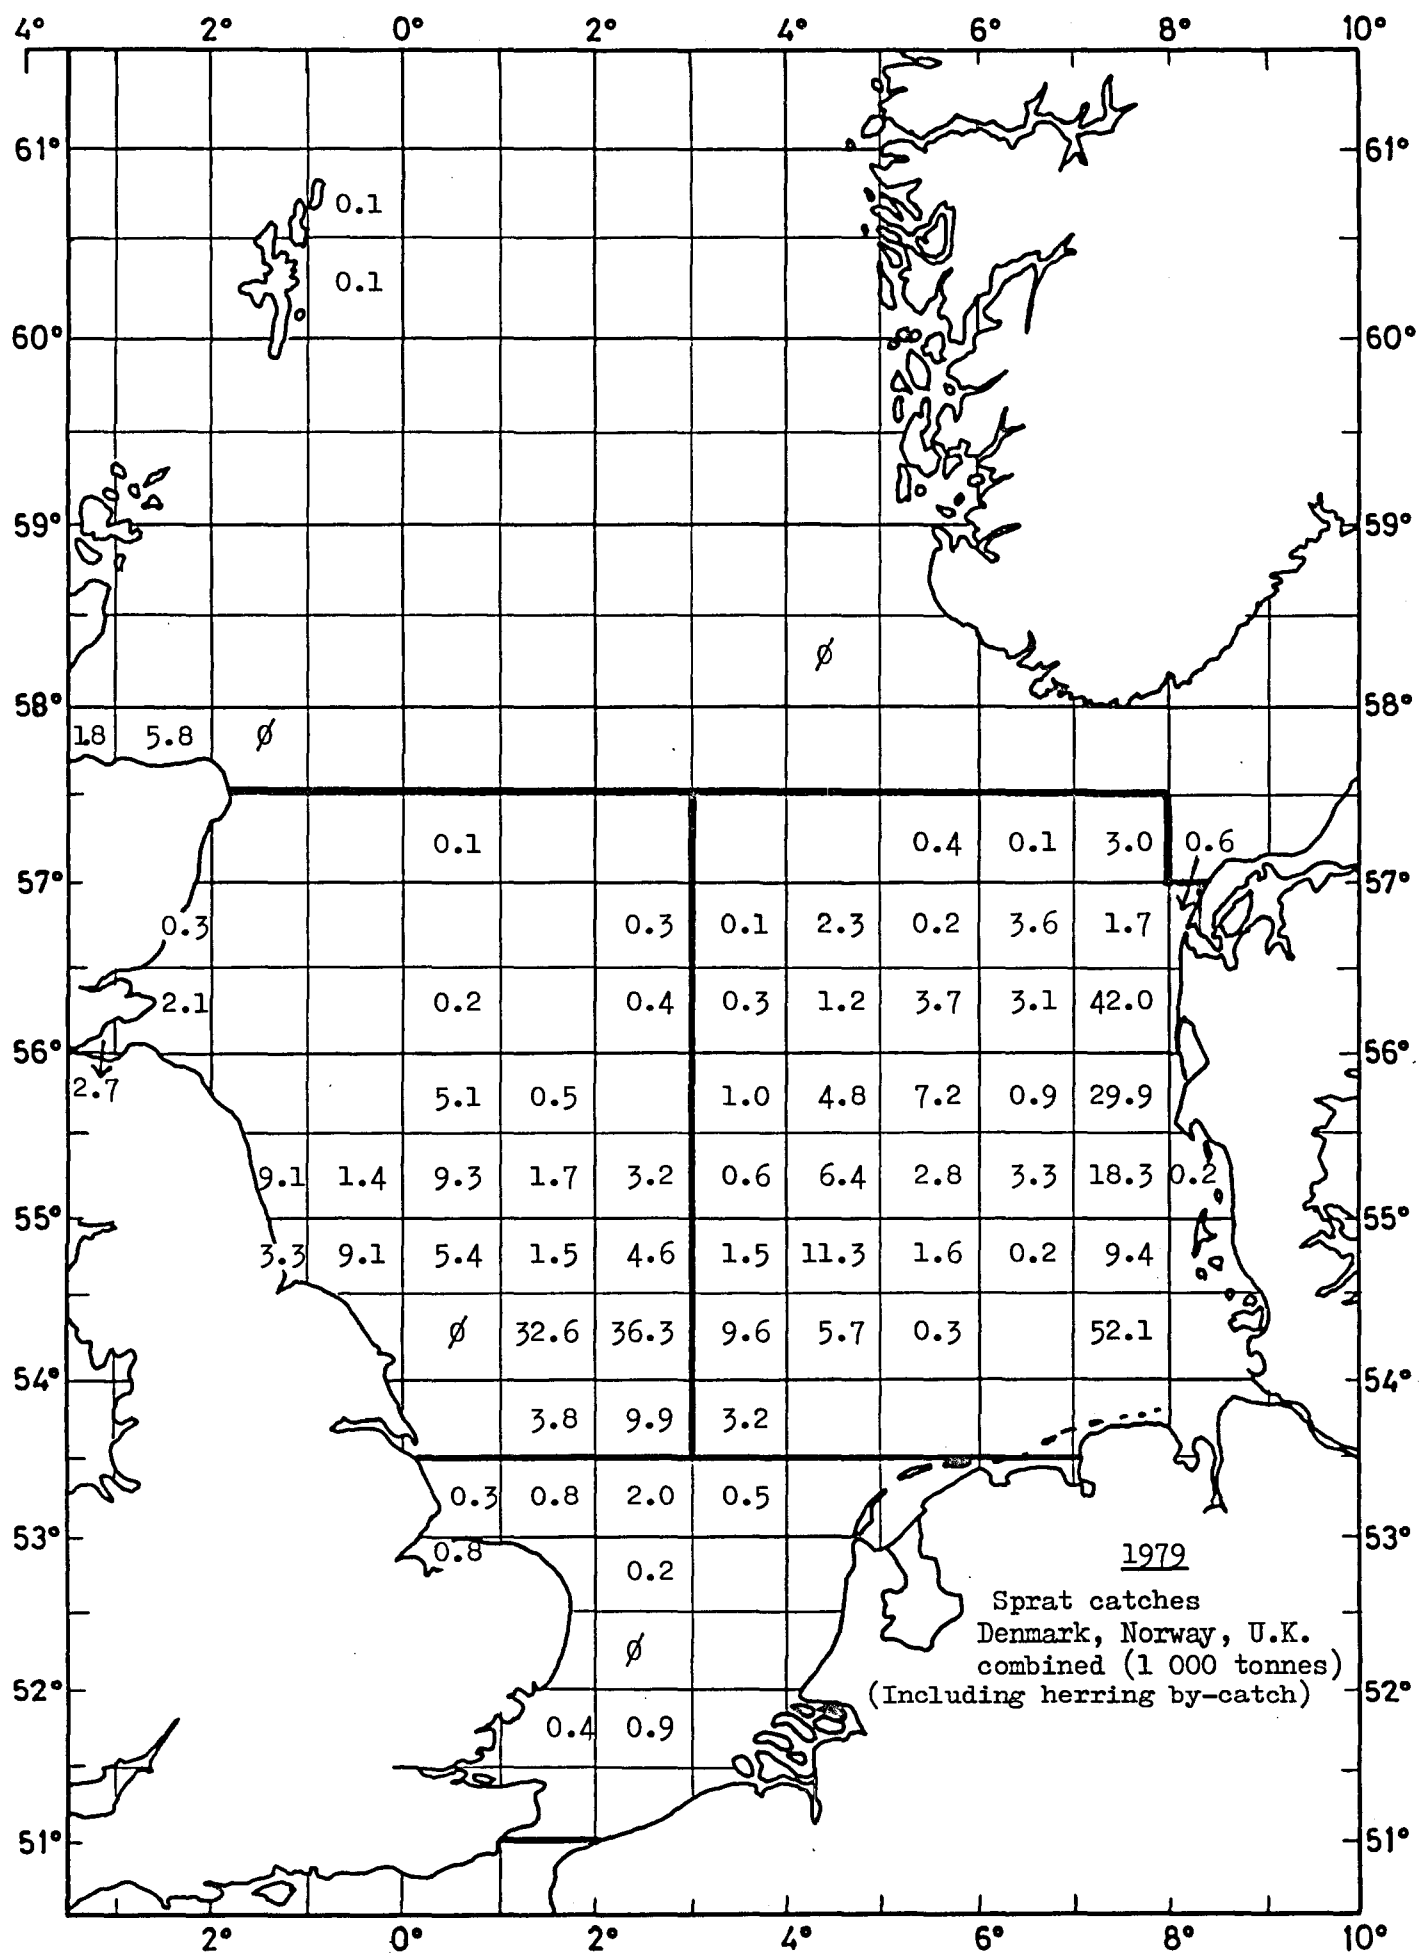 4° 2° 0° 2° 4° 6° 8° 10°
61° 61°
0.1
0.1
60° 60°
59° 59°
ø
58° 58°
18 5.8 ø
0.1 0.4 0.1 3.0 0.6
57° 57°
0.3 0.3 0.1 2.3 0.2 3.6 1.7
2.1 0.2 0.4 0.3 1.2 3.7 3.1 42.0
56° 56°
2.7 5.1 0.5 1.0 4.8 7.2 0.9 29.9
9.1 1.4 9.3 1.7 3.2 0.6 6.4 2.8 3.3 18.3 0.2
55° 55°
3.3 9.1 5.4 1.5 4.6 1.5 11.3 1.6 0.2 9.4
ø 32.6 36.3 9.6 5.7 0.3 52.1
54° 54°
3.8 9.9 3.2
0.3 0.8 2.0 0.5
53° 53°
0.8 0.2
1979
Sprat catches
Denmark, Norway, U.K.
combined (1 000 tonnes)
(Including herring by-catch)
ø
52° 52°
0.4 0.9
51° 51°
2° 0° 2° 4° 6° 8° 10°